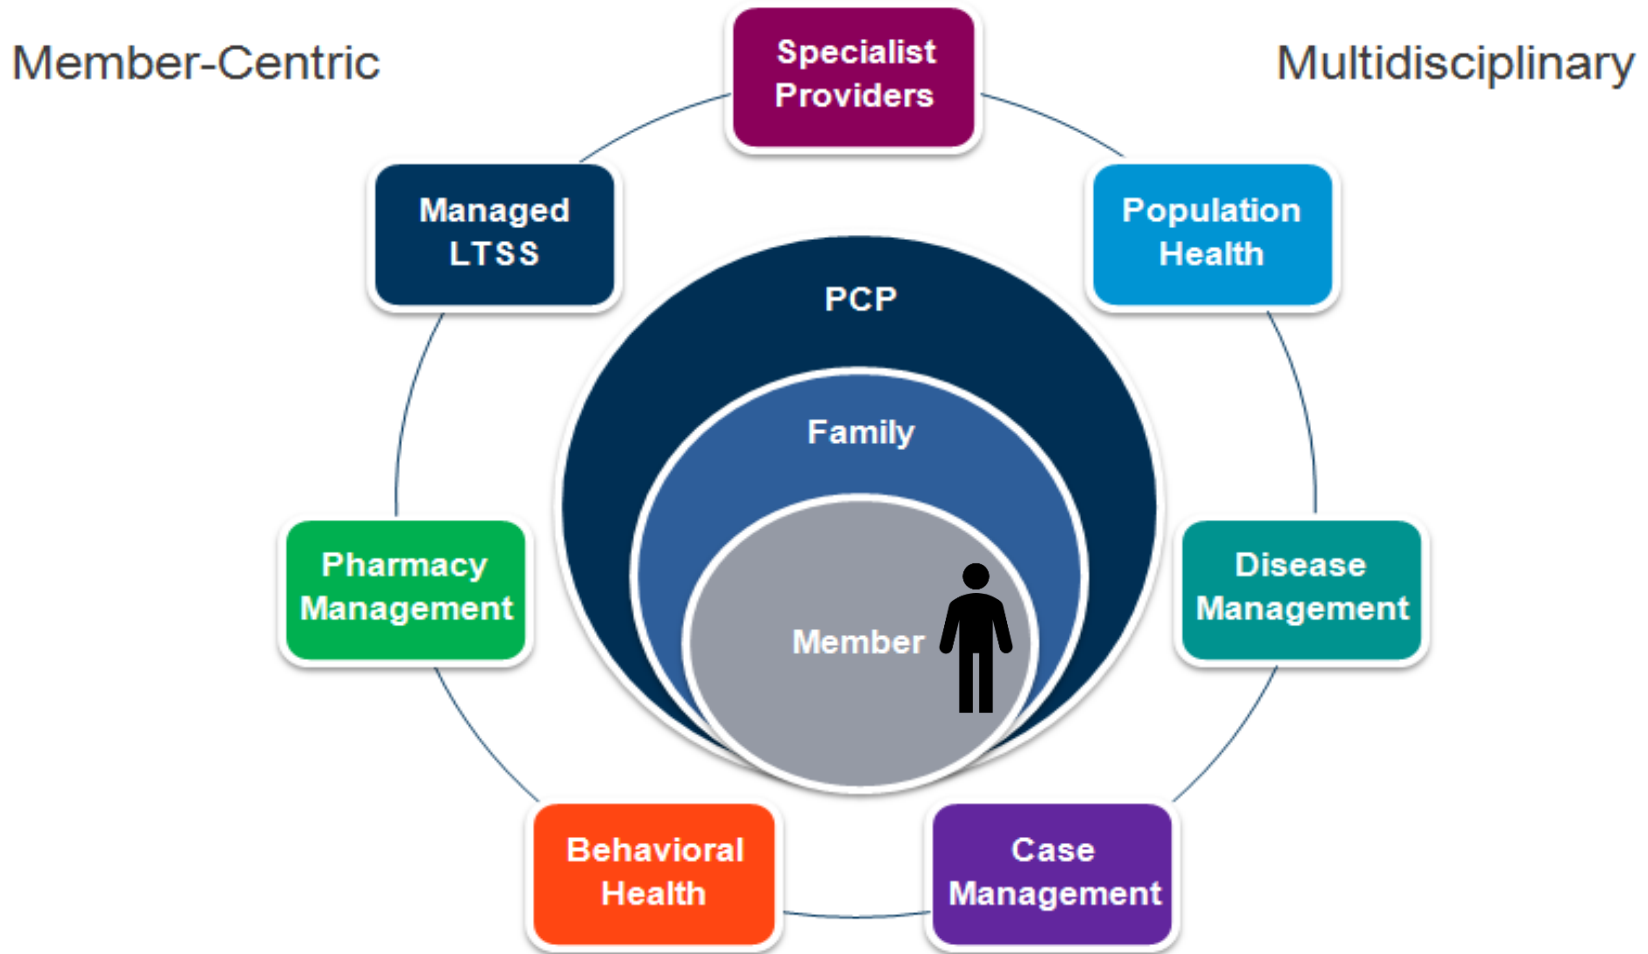 Member-Centric
Multidisciplinary
Specialist
Providers
Managed
LTSS
Population
Health
PCP
Family
Member
Pharmacy
Management
Disease
Management
Behavioral
Health
Case
Management